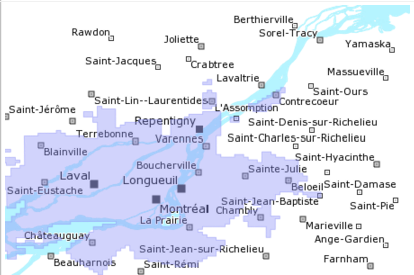 Berthierville
Rawdon
Joliette
Sorel-Tracy
Yamaska
Saint-Jacques
Crabtree
Massueville
Lavaltrie
Saint-Ours
Saint-Lin--Laurentides
Contrecoeur
Saint-Jérôme
L'Assomption
Repentigny
Saint-Denis-sur-Richelieu
Terrebonne
Varennes
Saint-Charles-sur-Richelieu
Blainville
Saint-Hyacinthe
Boucherville
Sainte-Julie
Laval
Longueuil
Saint-Eustache
Beloeil
Saint-Damase
Saint-Jean-Baptiste
Saint-Pie
Montréal
Chambly
La Prairie
Marieville
Châteauguay
Ange-Gardien
Saint-Jean-sur-Richelieu
Farnham
Beauharnois
Saint-Rémi